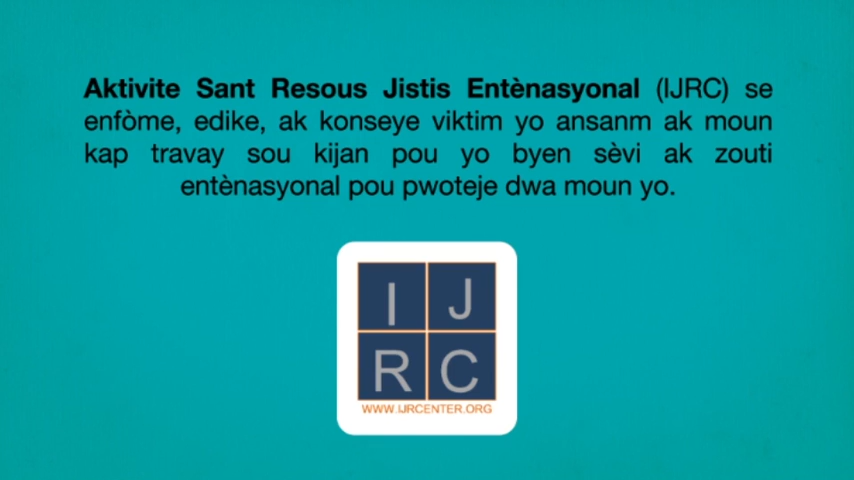 Aktivite Sant Resous Jistis Entènasyonal (IJRC) se
enfòme, edike, ak konseye viktim yo ansanm ak moun
kap travay sou kijan pou yo byen sèvi ak zouti
entènasyonal pou pwoteje dwa moun yo.
I J
R C
WWW.IJRCENTER.ORG